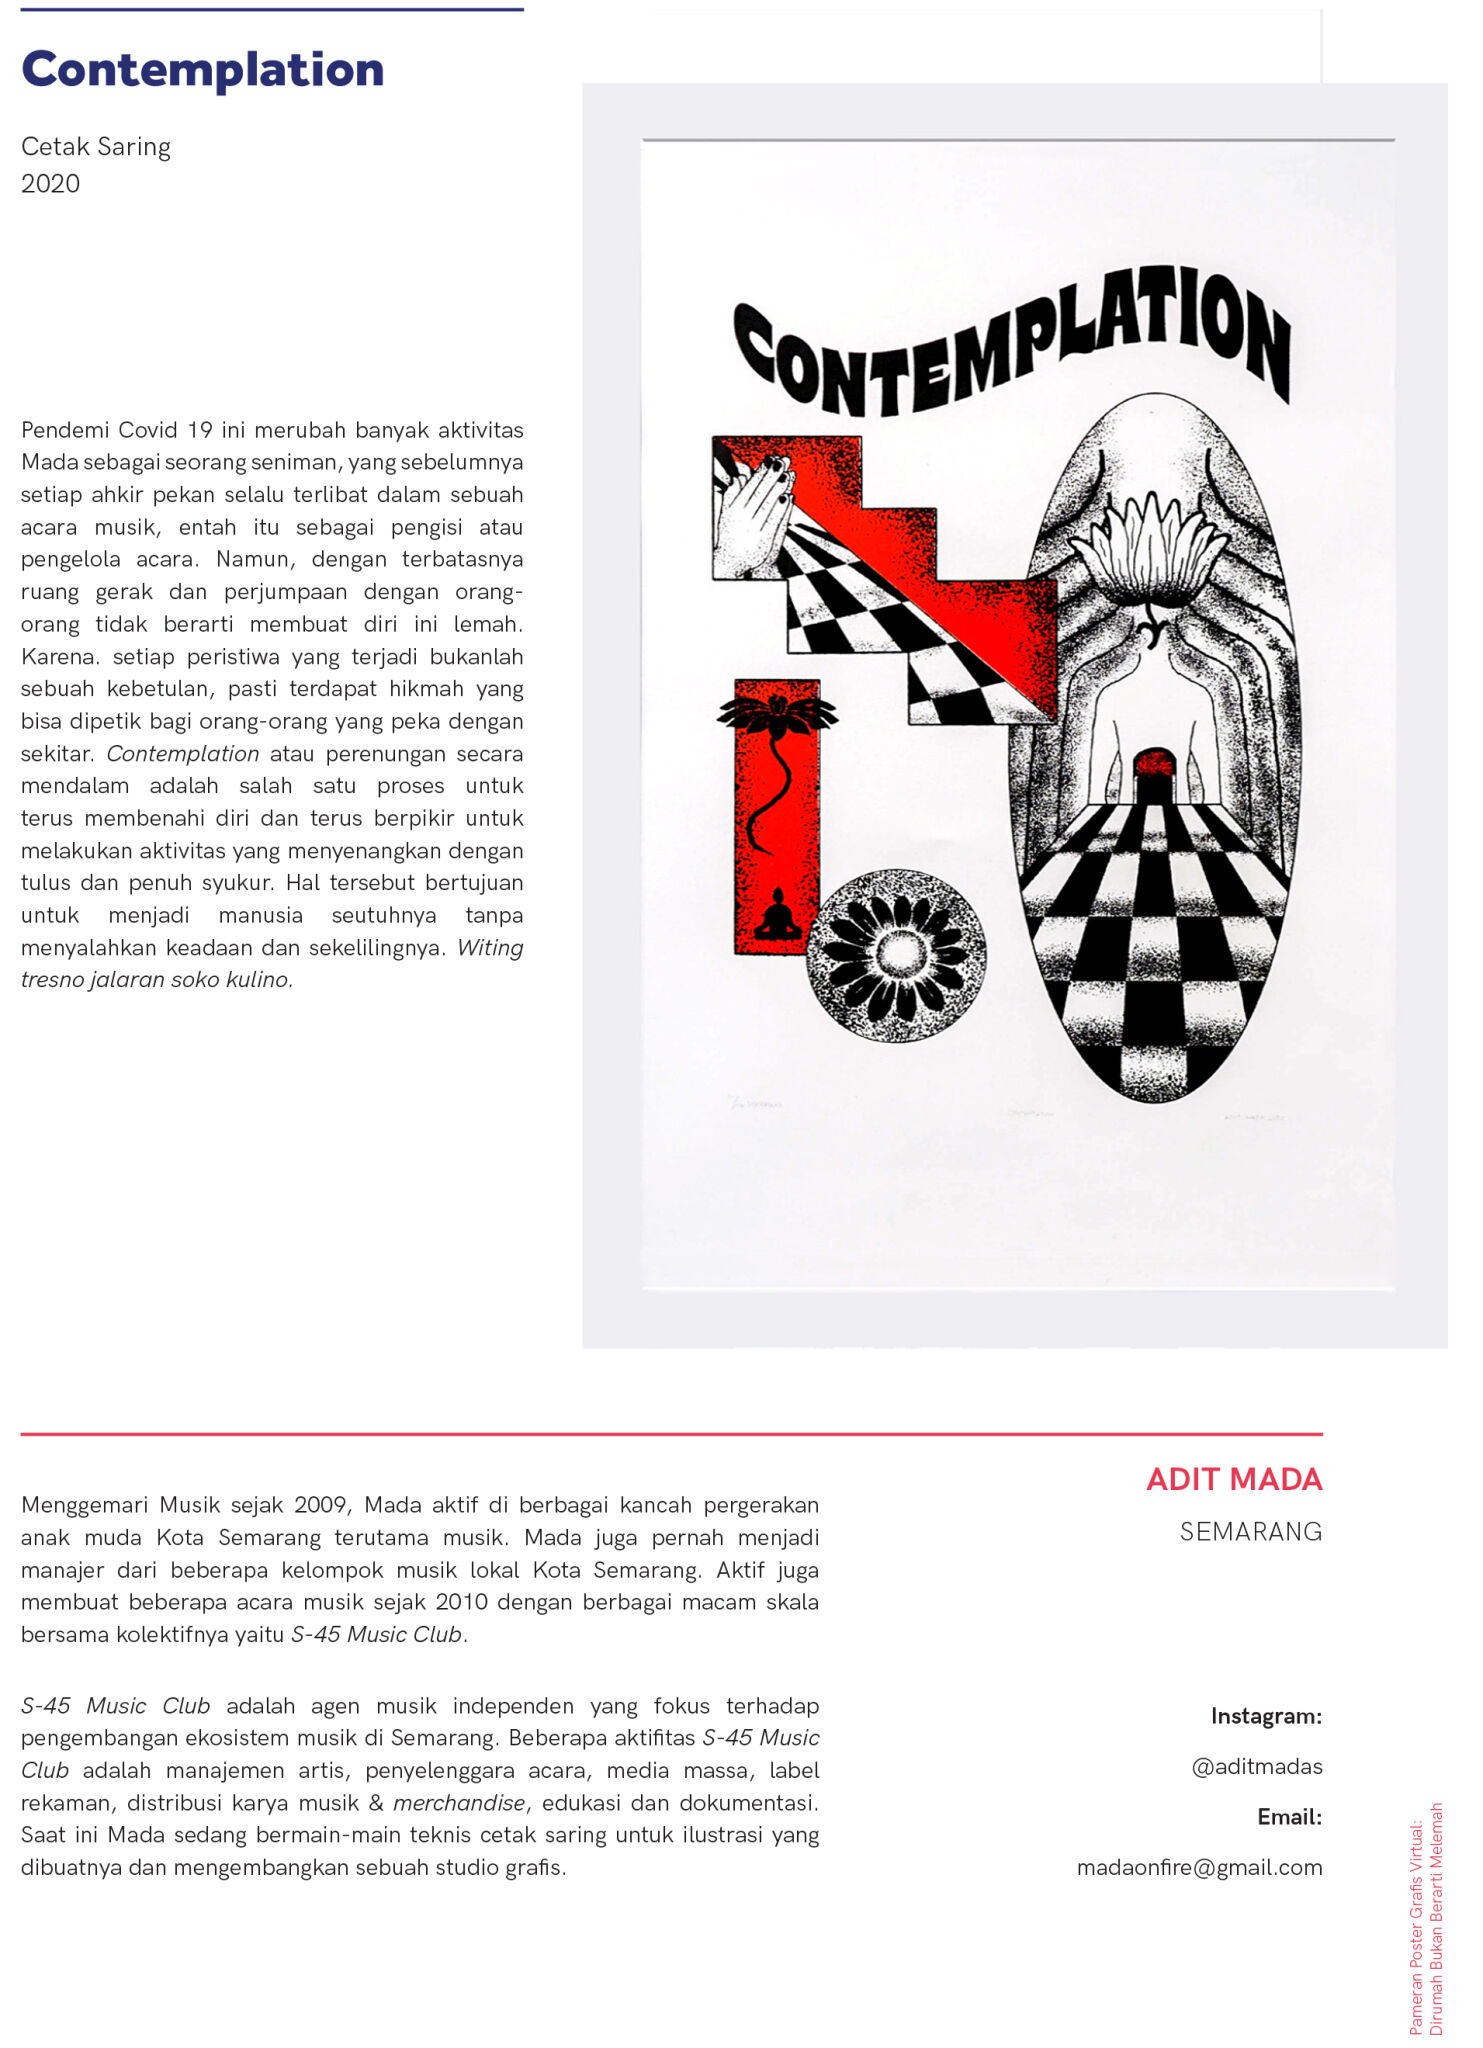 Contemplation
Cetak Saring
2020
Pendemi Covid 19 ini merubah banyak aktivitas
Mada sebagai seorang seniman, yang sebelumnya
setiap ahkir pekan selalu terlibat dalam sebuah
acara musik, entah itu sebagai pengisi atau
pengelola acara. Namun, dengan terbatasnya
ruang gerak dan perjumpaan dengan orang-
orang tidak berarti membuat diri ini lemah.
Karena. setiap peristiwa yang terjadi bukanlah
sebuah kebetulan, pasti terdapat hikmah yang
bisa dipetik bagi orang-orang yang peka dengan
sekitar. Contemplation atau perenungan secara
mendalam adalah salah satu proses untuk
terus membenahi diri dan terus berpikir untuk
melakukan aktivitas yang menyenangkan dengan
tulus dan penuh syukur. Hal tersebut bertujuan
untuk menjadi manusia seutuhnya tanpa
menyalahkan keadaan dan sekelilingnya. Witing
tresno jalaran soko kulino.
CONTEMPLATION
Menggemari Musik sejak 2009, Mada aktif di berbagai kancah pergerakan
anak muda Kota Semarang terutama musik. Mada juga pernah menjadi
manajer dari beberapa kelompok musik lokal Kota Semarang. Aktif juga
membuat beberapa acara musik sejak 2010 dengan berbagai macam skala
bersama kolektifnya yaitu S-45 Music Club.
S-45 Music Club adalah agen musik independen yang fokus terhadap
pengembangan ekosistem musik di Semarang. Beberapa aktifitas S-45 Music
Club adalah manajemen artis, penyelenggara acara, media massa, label
rekaman, distribusi karya musik & merchandise, edukasi dan dokumentasi.
Saat ini Mada sedang bermain-main teknis cetak saring untuk ilustrasi yang
dibuatnya dan mengembangkan sebuah studio grafis.
ADIT MADA
SEMARANG
Instagram:
@aditmadas
Email:
madaonfire@gmail.com
Pameran Poster Grafis Virtual:
Dirumah Bukan Berarti Melemah